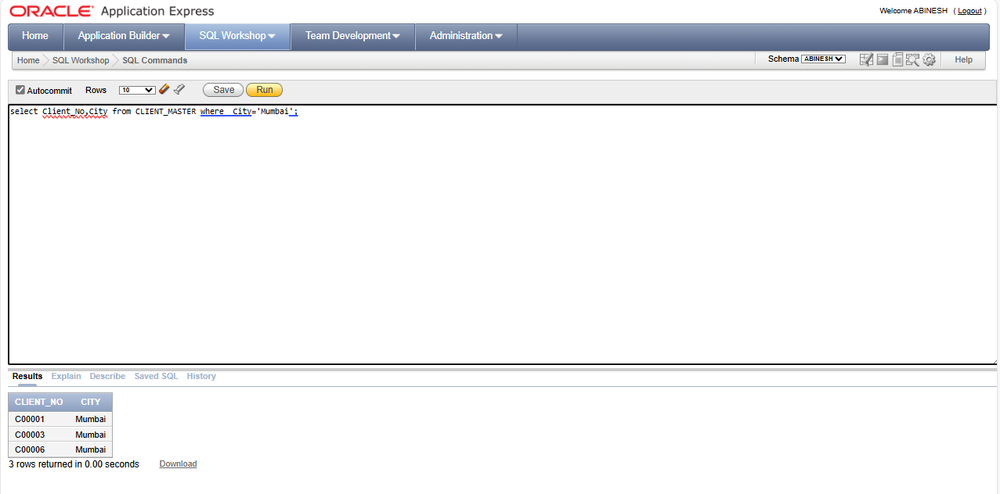 ORACLE Application Express
Welcome ABINESH ( Logout )
Home Application Builder SQL Workshop Team Development Administration
Home SQL Workshop SQL Commands Schema ABINESH Help
Autocommit Rows 10 Save Run
select Client_No,City from CLIENT_MASTER where  City='Mumbai';
Results Explain Describe Saved SQL History
CLIENT_NO CITY
C00001 Mumbai
C00003 Mumbai
C00006 Mumbai
3 rows returned in 0.00 seconds Download